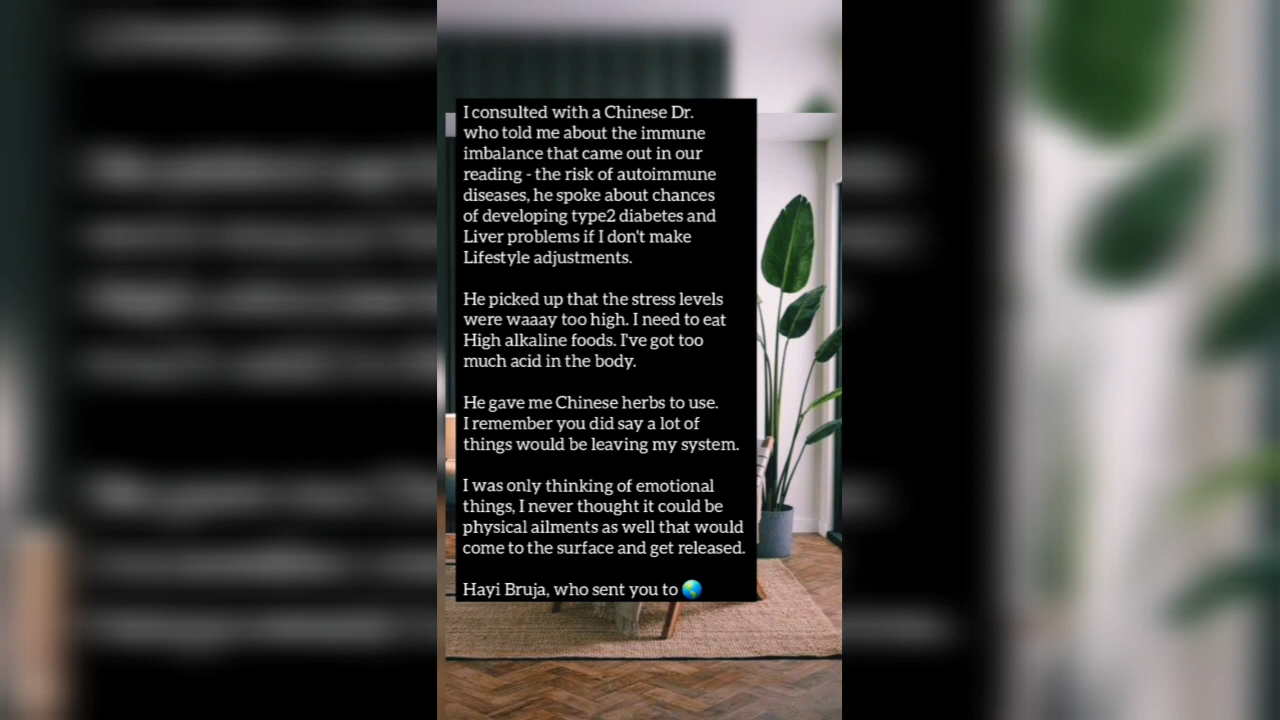 I consulted with a Chinese Dr.
who told me about the immune
imbalance that came out in our
reading - the risk of autoimmune
diseases, he spoke about chances
of developing type2 diabetes and
Liver problems if I don't make
Lifestyle adjustments.
He picked up that the stress levels
were waaay too high. I need to eat
High alkaline foods. I've got too
much acid in the body.
He gave me Chinese herbs to use.
I remember you did say a lot of
things would be leaving my system.
I was only thinking of emotional
things, I never thought it could be
physical ailments as well that would
come to the surface and get released.
Hayi Bruja, who sent you to 🌎